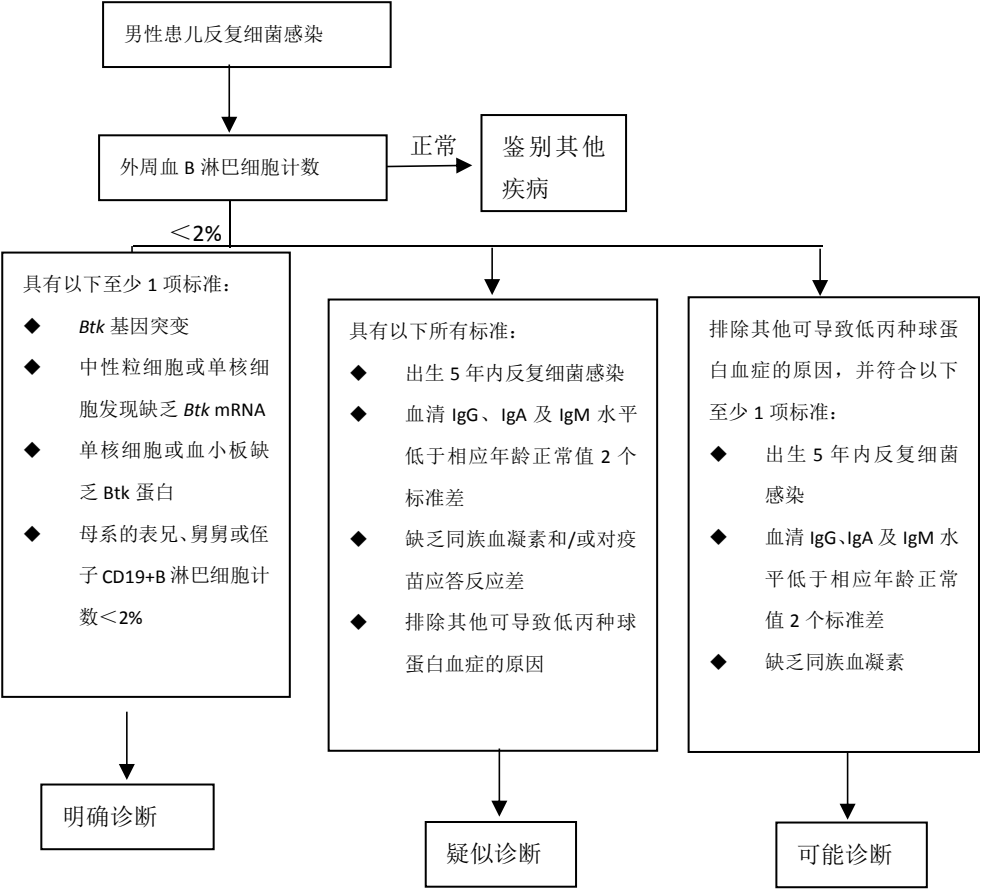 男性患儿反复细菌感染
外周血 B 淋巴细胞计数
正常
鉴别其他
疾病
＜2%
具有以下至少 1 项标准：
◆ Btk 基因突变
◆ 中性粒细胞或单核细
胞发现缺乏 Btk mRNA
◆ 单核细胞或血小板缺
乏 Btk 蛋白
◆ 母系的表兄、舅舅或侄
子 CD19+B 淋巴细胞计
数＜2%
明确诊断
具有以下所有标准：
◆ 出生 5 年内反复细菌感染
◆ 血清 IgG、IgA 及 IgM 水平
低于相应年龄正常值 2 个
标准差
◆ 缺乏同族血凝素和/或对疫
苗应答反应差
◆ 排除其他可导致低丙种球
蛋白血症的原因
疑似诊断
排除其他可导致低丙种球蛋
白血症的原因，并符合以下
至少 1 项标准：
◆ 出生 5 年内反复细菌
感染
◆ 血清 IgG、IgA 及 IgM 水
平低于相应年龄正常
值 2 个标准差
◆ 缺乏同族血凝素
可能诊断